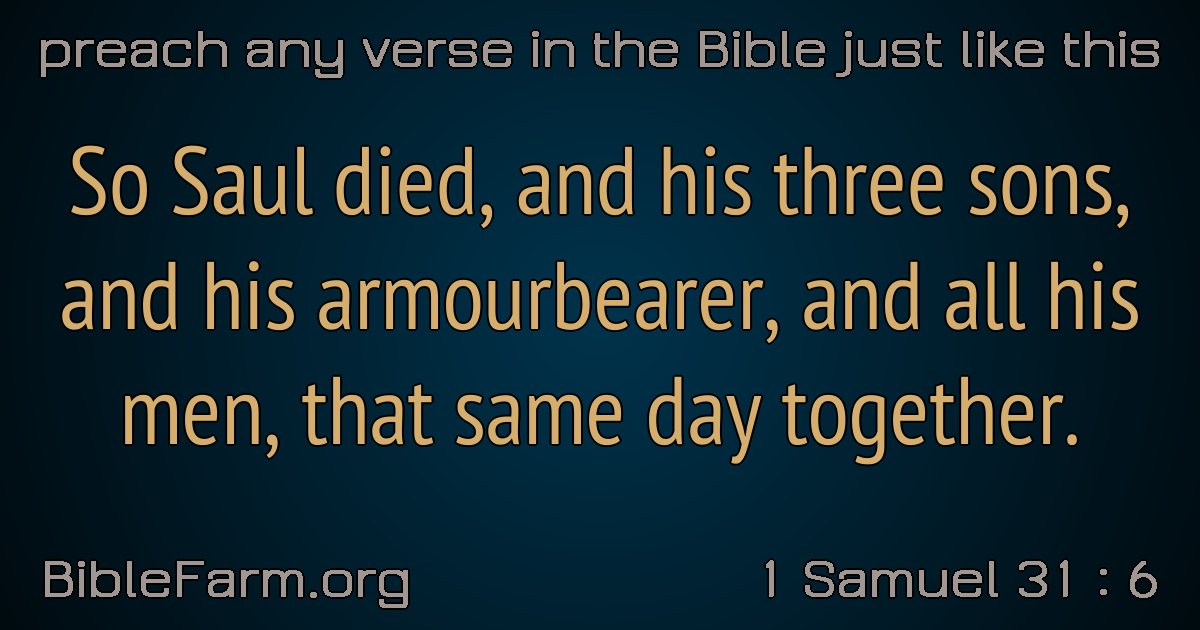 preach any verse in the Bible just like this
So Saul died, and his three sons,
and his armourbearer, and all his
men, that same day together.
BibleFarm.org
1 Samuel 31 : 6